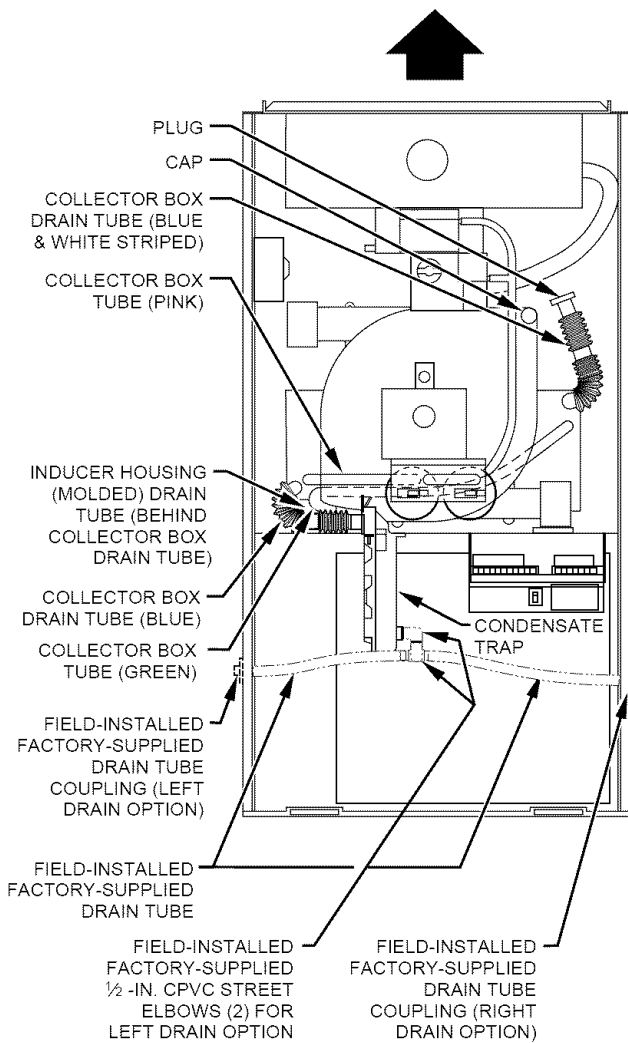 PLUG
CAP
COLLECTOR BOX
DRAIN TUBE (BLUE
& WHITE STRIPED)
COLLECTOR BOX
TUBE (PINK)
INDUCER HOUSING
(MOLDED) DRAIN
TUBE (BEHIND
COLLECTOR BOX
DRAIN TUBE)
COLLECTOR BOX
DRAIN TUBE (BLUE)
COLLECTOR BOX
TUBE (GREEN)
CONDENSATE
TRAP
FIELD-INSTALLED
FACTORY-SUPPLIED
DRAIN TUBE
COUPLING (LEFT
DRAIN OPTION)
FIELD-INSTALLED
FACTORY-SUPPLIED
DRAIN TUBE
FIELD-INSTALLED
FACTORY-SUPPLIED
½ -IN. CPVC STREET
ELBOWS (2) FOR
LEFT DRAIN OPTION
FIELD-INSTALLED
FACTORY-SUPPLIED
DRAIN TUBE
COUPLING (RIGHT
DRAIN OPTION)